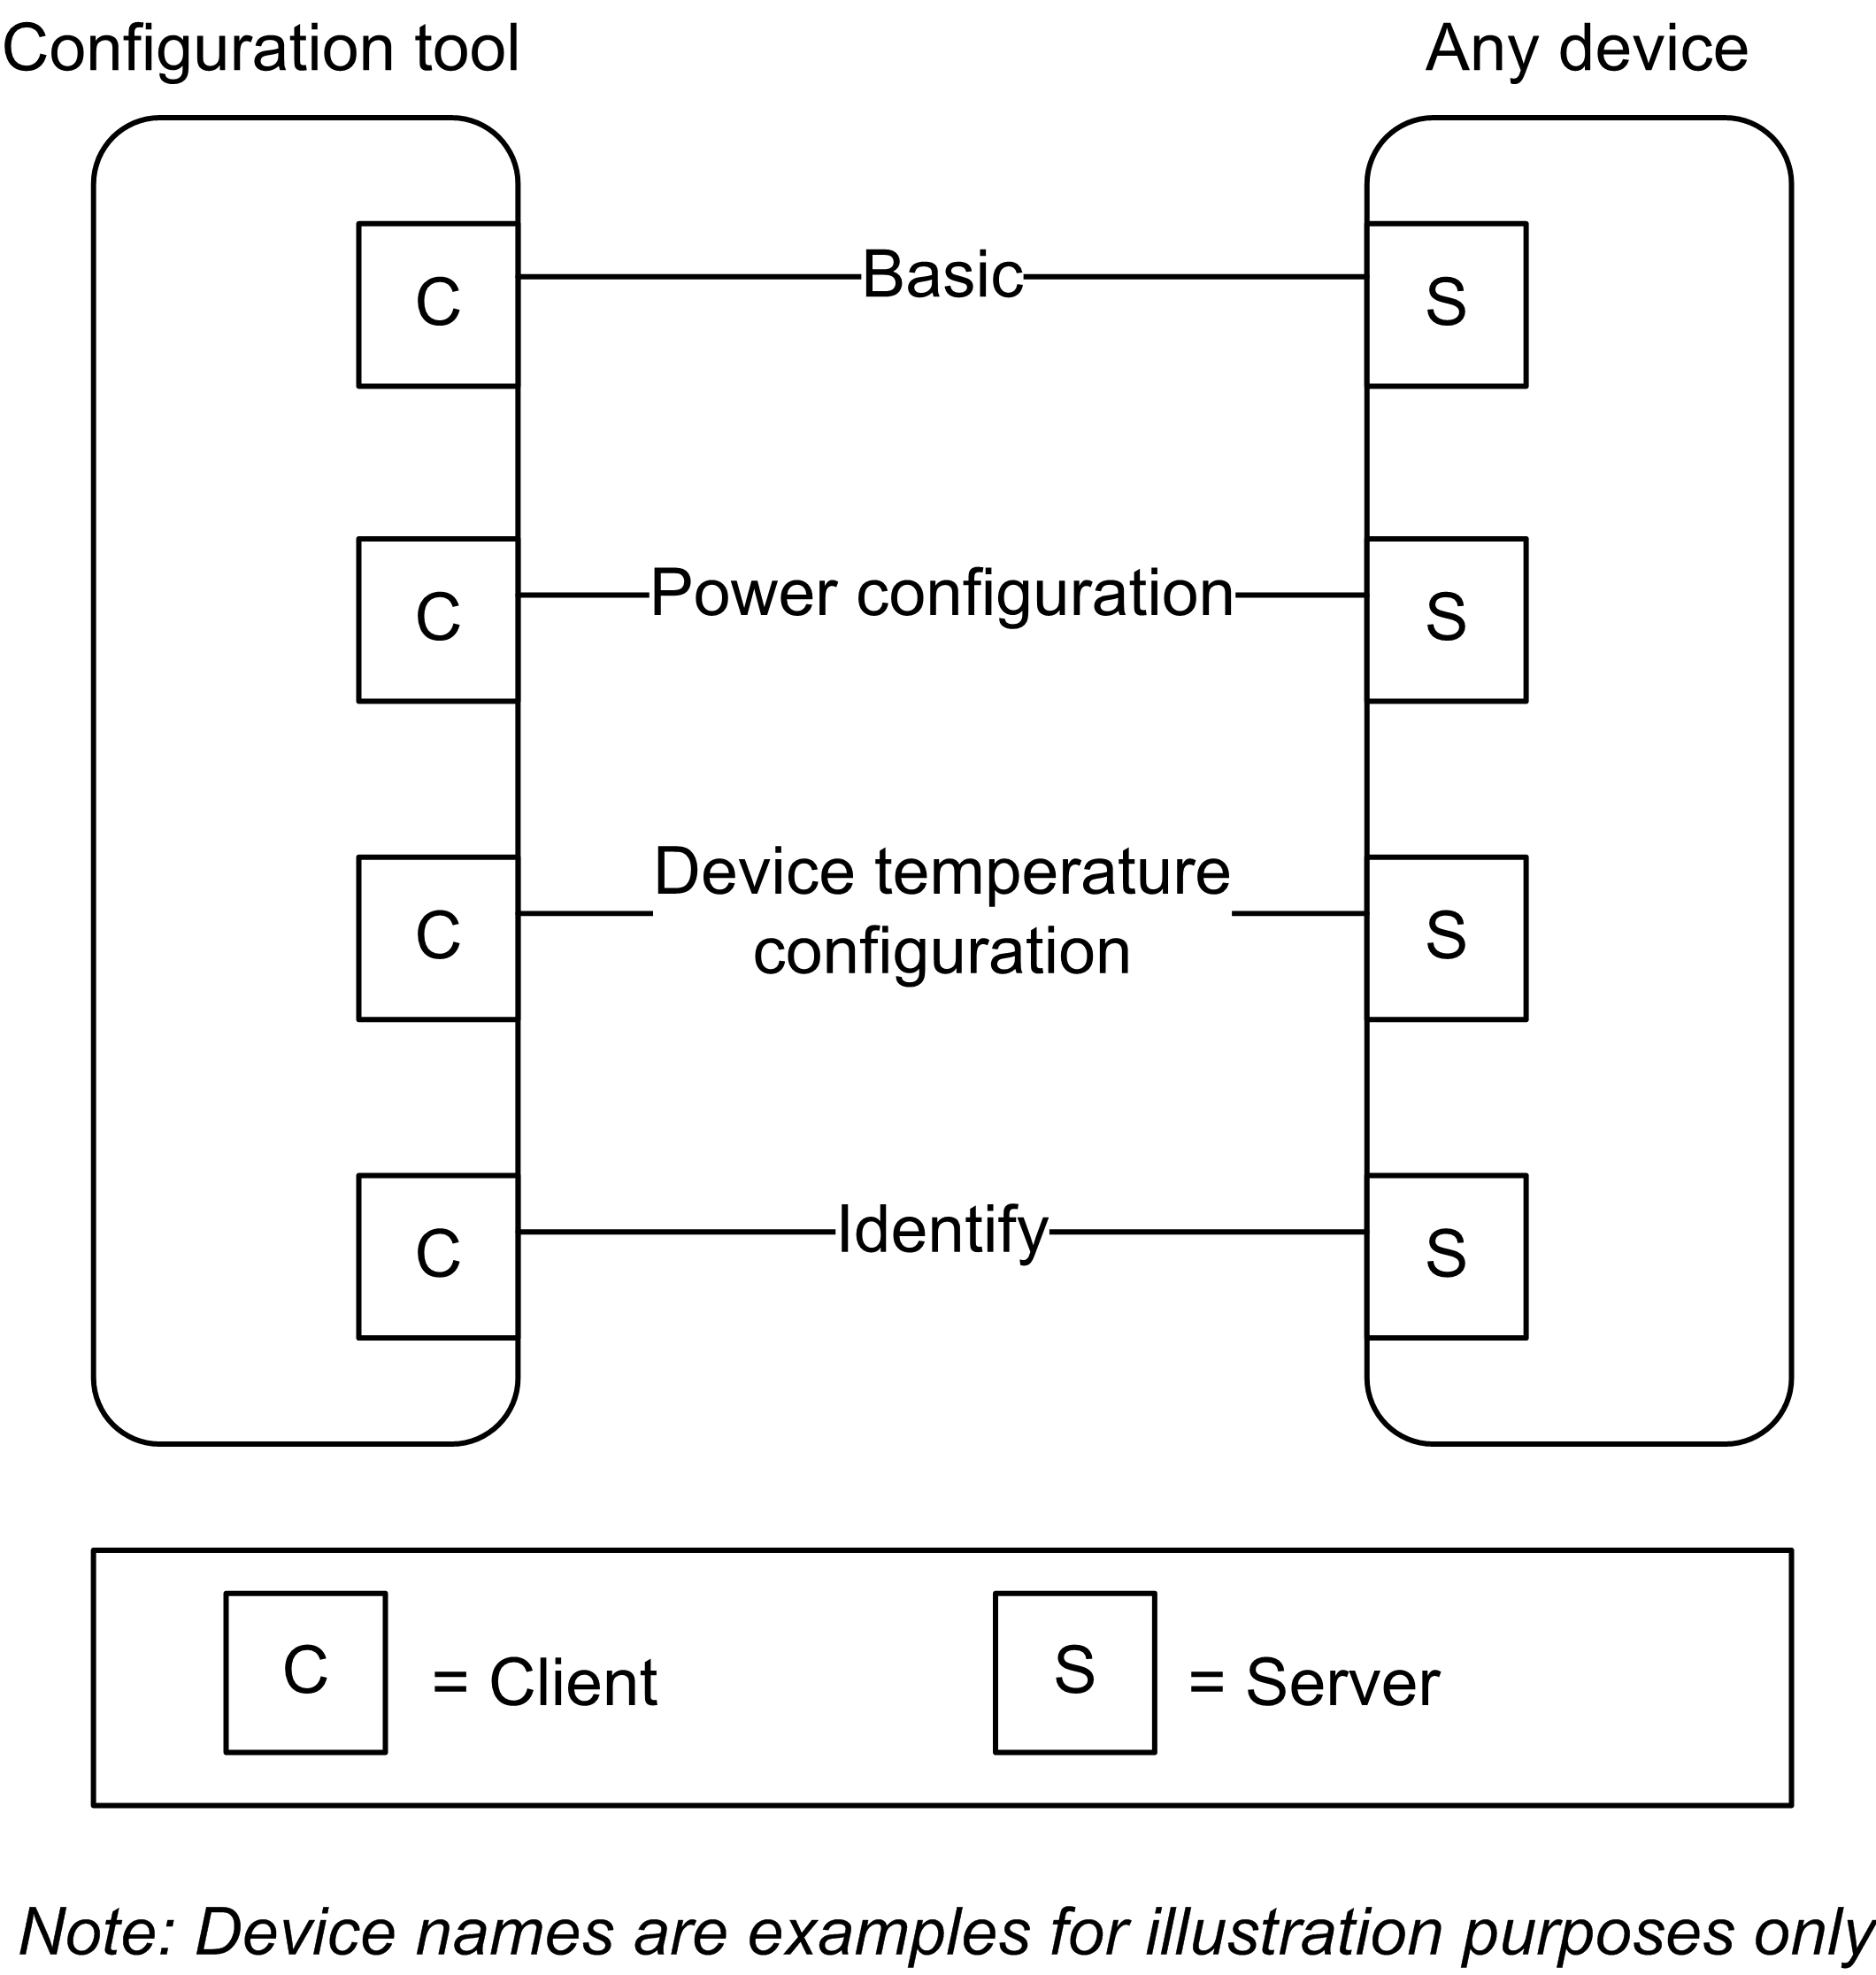 Configuration tool
Any device
C
Basic
S
C
Power configuration
S
C
Device temperature
configuration
S
C
Identify
S
C
= Client
S
= Server
Note: Device names are examples for illustration purposes only